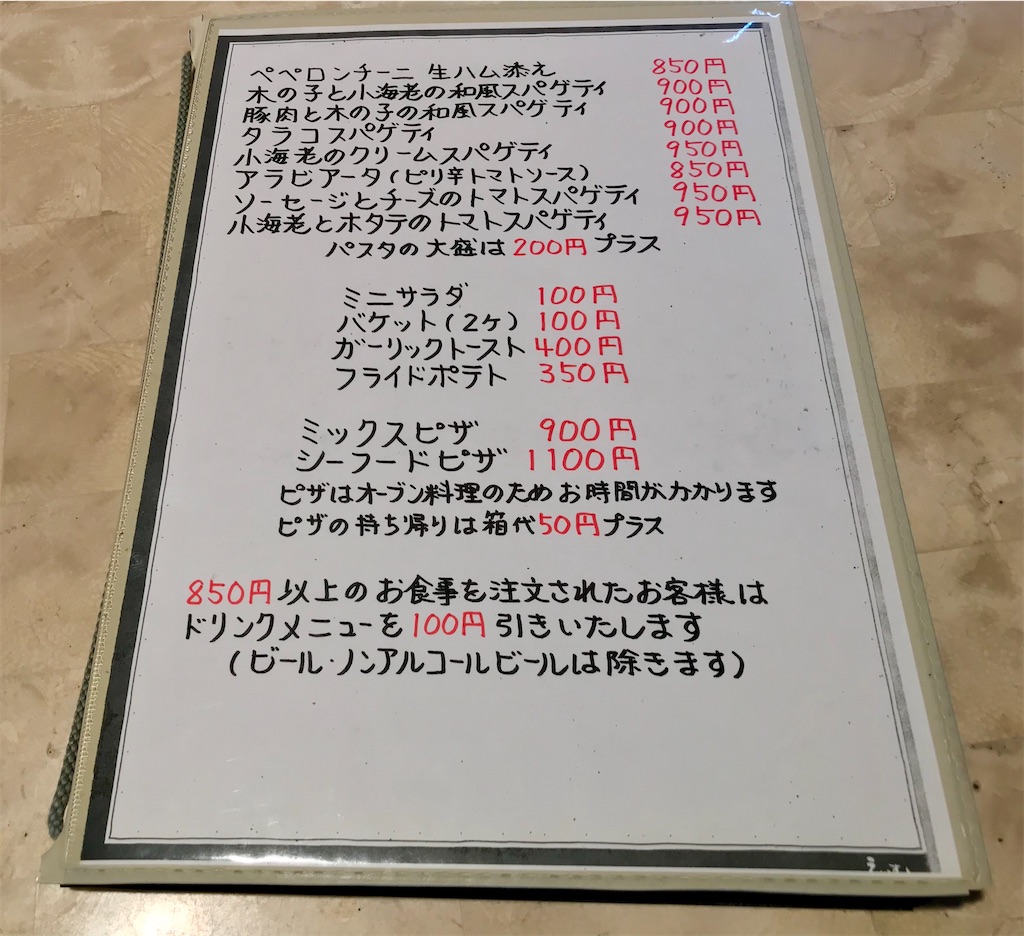 ペペロンチーニ 生ハム添え 850円
木の子と小海老の和風スパゲティ 900円
豚肉と木の子の和風スパゲティ 900円
タラコスパゲティ 900円
小海老のクリームスパゲティ 950円
アラビアータ(ピリ辛トマトソース) 850円
ソーセージとチーズのトマトスパゲティ 950円
小海老とホタテのトマトスパゲティ 950円
パスタの大盛は200円プラス
ミニサラダ 100円
バケット(2ヶ) 100円
ガーリックトースト 400円
フライドポテト 350円
ミックスピザ 900円
シーフードピザ 1100円
ピザはオーブン料理のためお時間がかかります
ピザの持ち帰りは箱代50円プラス
850円以上のお食事を注文されたお客様は
ドリンクメニューを100円引きいたします
(ビール・ノンアルコールビールは除きます)